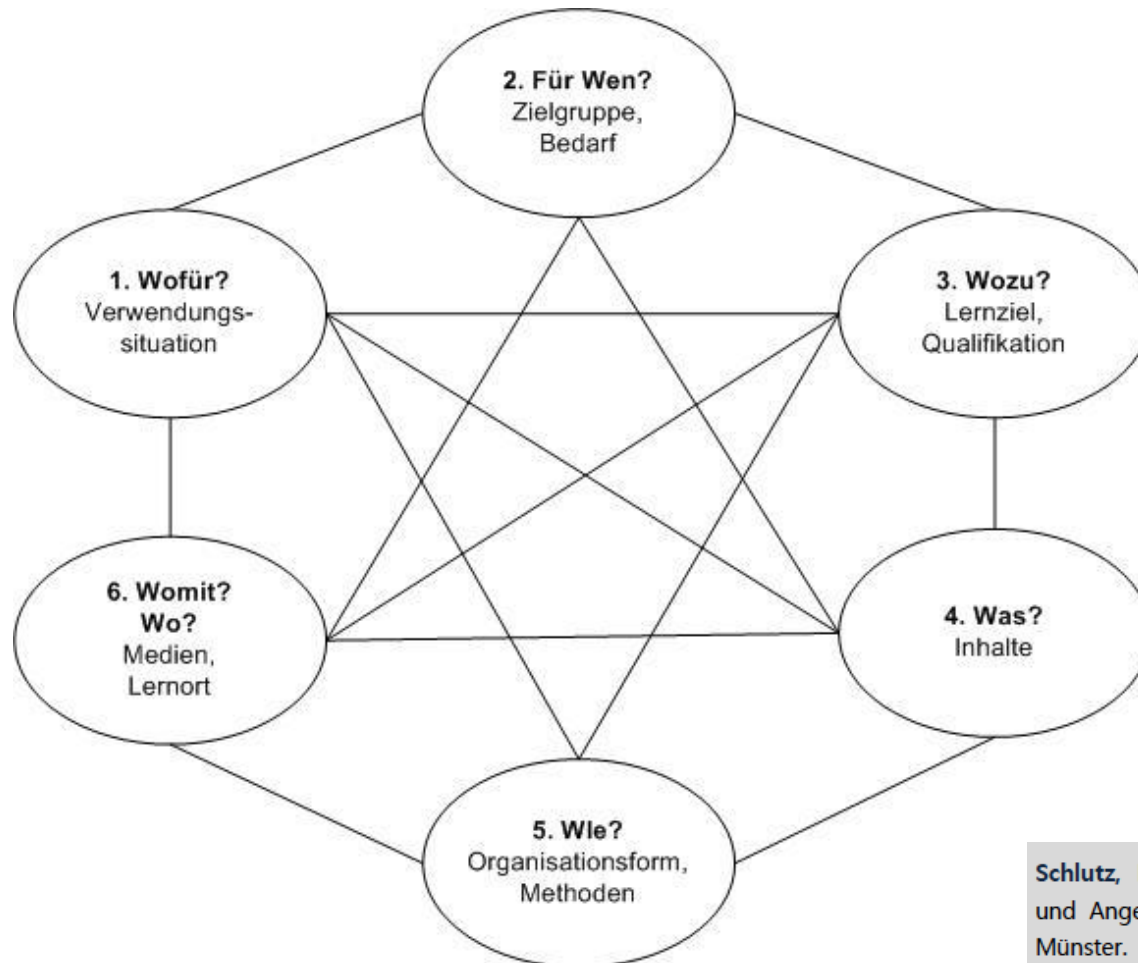 2. Für Wen?
Zielgruppe,
Bedarf
1. Wofür?
Verwendungs-
situation
3. Wozu?
Lernziel,
Qualifikation
6. Womit?
Wo?
Medien,
Lernort
4. Was?
Inhalte
5. WIe?
Organisationsform,
Methoden
Schlutz,
und Ange
Münster.